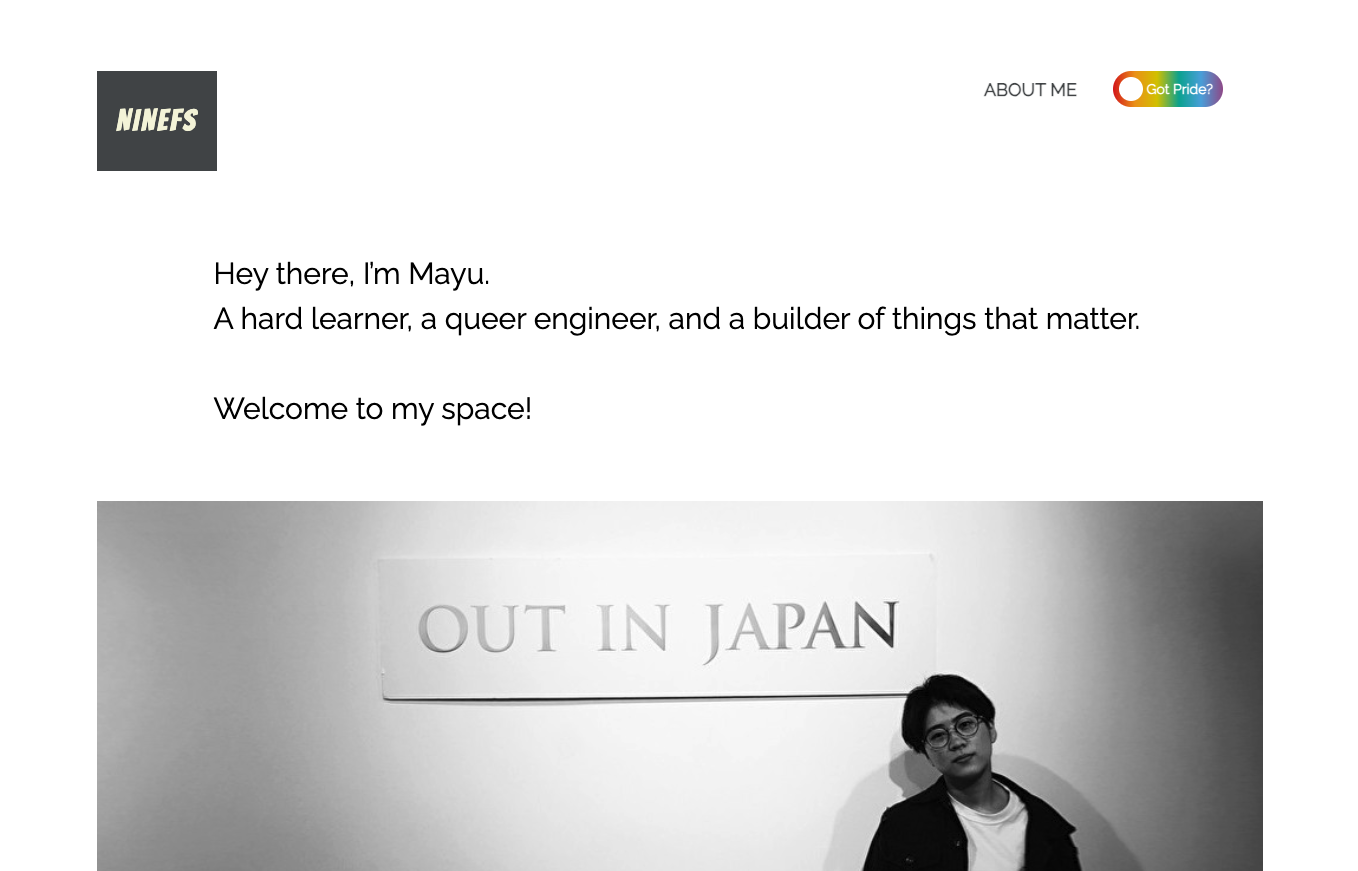 NINEFS
ABOUT ME
Got Pride?
Hey there, I’m Mayu.
A hard learner, a queer engineer, and a builder of things that matter.
Welcome to my space!
OUT IN JAPAN